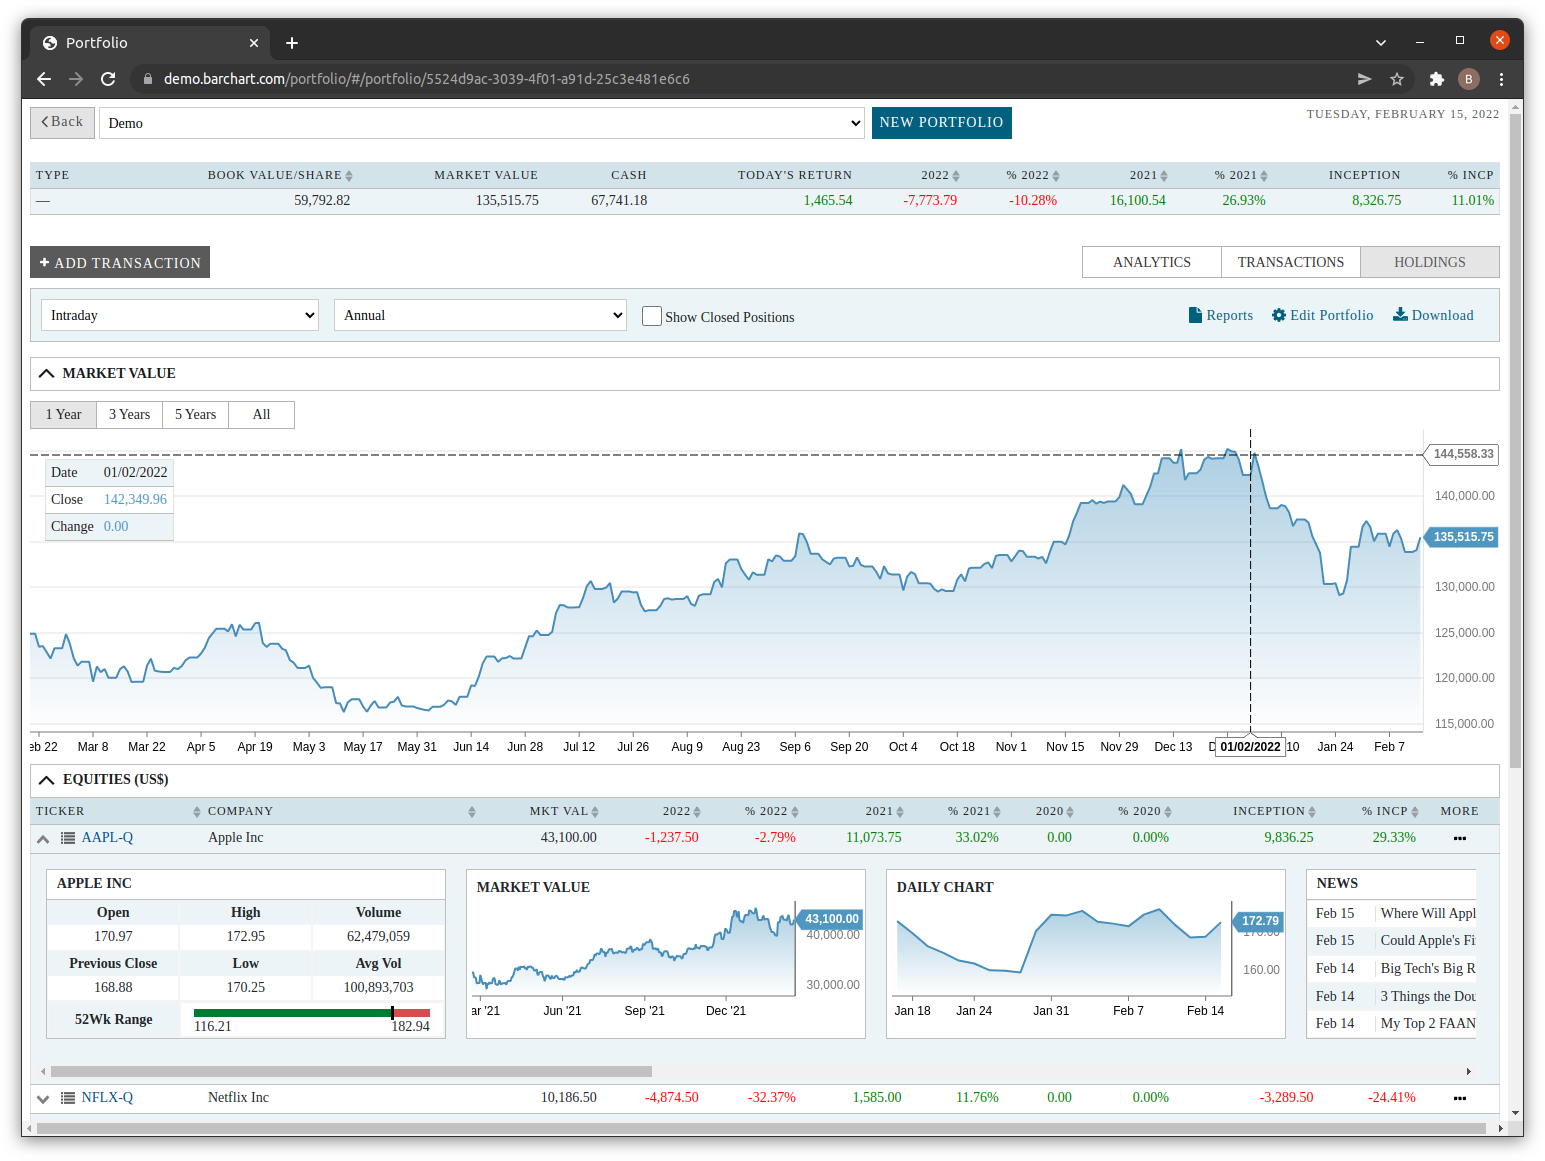 Portfolio
demo.barchart.com/portfolio/#/portfolio/5524d9ac-3039-4f01-a91d-25c3e481e6c6
B
Back Demo NEW PORTFOLIO TUESDAY, FEBRUARY 15, 2022
TYPE BOOK VALUE/SHARE MARKET VALUE CASH TODAY'S RETURN 2022 % 2022 2021 % 2021 INCEPTION % INCP
— 59,792.82 135,515.75 67,741.18 1,465.54 -7,773.79 -10.28% 16,100.54 26.93% 8,326.75 11.01%
+ ADD TRANSACTION ANALYTICS TRANSACTIONS HOLDINGS
Intraday Annual Show Closed Positions Reports Edit Portfolio Download
MARKET VALUE
1 Year 3 Years 5 Years All
144,558.33
Date 01/02/2022
Close 142,349.96
Change 0.00
140,000.00
135,515.75
130,000.00
125,000.00
120,000.00
115,000.00
eb 22 Mar 8 Mar 22 Apr 5 Apr 19 May 3 May 17 May 31 Jun 14 Jun 28 Jul 12 Jul 26 Aug 9 Aug 23 Sep 6 Sep 20 Oct 4 Oct 18 Nov 1 Nov 15 Nov 29 Dec 13 D 01/02/2022 10 Jan 24 Feb 7
EQUITIES (US$)
TICKER COMPANY MKT VAL 2022 % 2022 2021 % 2021 2020 % 2020 INCEPTION % INCP MORE
AAPL-Q Apple Inc 43,100.00 -1,237.50 -2.79% 11,073.75 33.02% 0.00 0.00% 9,836.25 29.33%
APPLE INC
Open High Volume
170.97 172.95 62,479,059
Previous Close Low Avg Vol
168.88 170.25 100,893,703
52Wk Range
116.21 182.94
MARKET VALUE
43,100.00
40,000.00
30,000.00
ar '21 Jun '21 Sep '21 Dec '21
DAILY CHART
172.79
170.00
160.00
Jan 18 Jan 24 Jan 31 Feb 7 Feb 14
NEWS
Feb 15 Where Will Appl
Feb 15 Could Apple's Fi
Feb 14 Big Tech's Big R
Feb 14 3 Things the Dou
Feb 14 My Top 2 FAAN
NFLX-Q Netflix Inc 10,186.50 -4,874.50 -32.37% 1,585.00 11.76% 0.00 0.00% -3,289.50 -24.41%